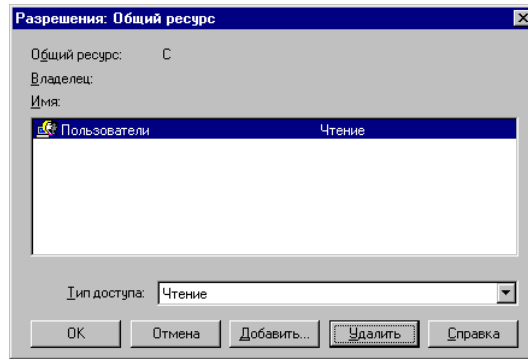 Разрешения: Общий ресурс
Общий ресурс: C
Владелец:
Имя:
Пользователи Чтение
Тип доступа: Чтение
OK Отмена Добавить... Удалить Справка